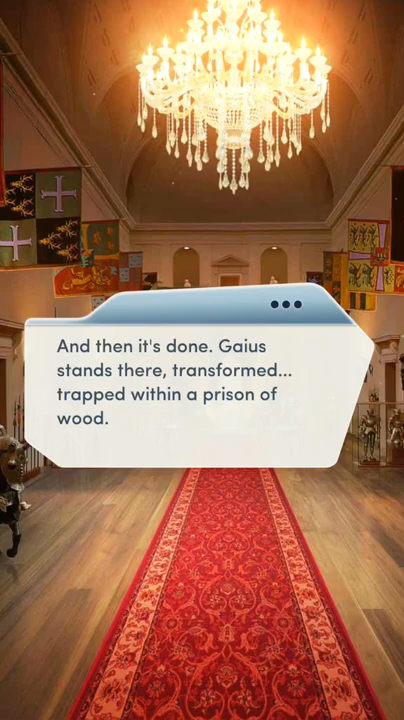 And then it's done. Gaius
stands there, transformed...
trapped within a prison of
wood.